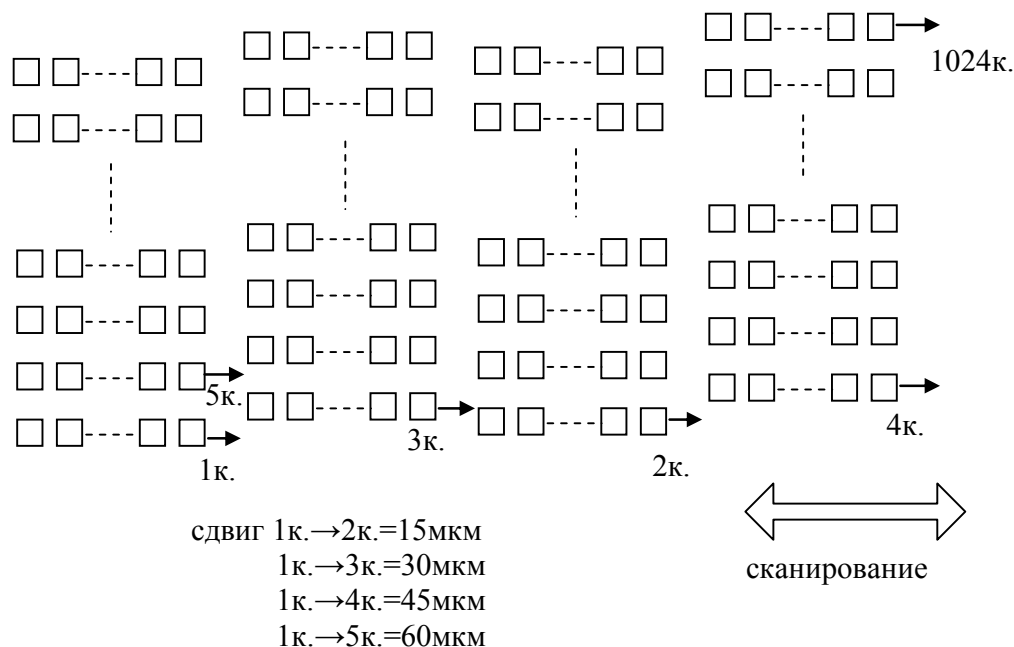 1024к.
5к.
3к.
4к.
1к.
2к.
сдвиг 1к.→2к.=15мкм
1к.→3к.=30мкм
1к.→4к.=45мкм
1к.→5к.=60мкм
сканирование